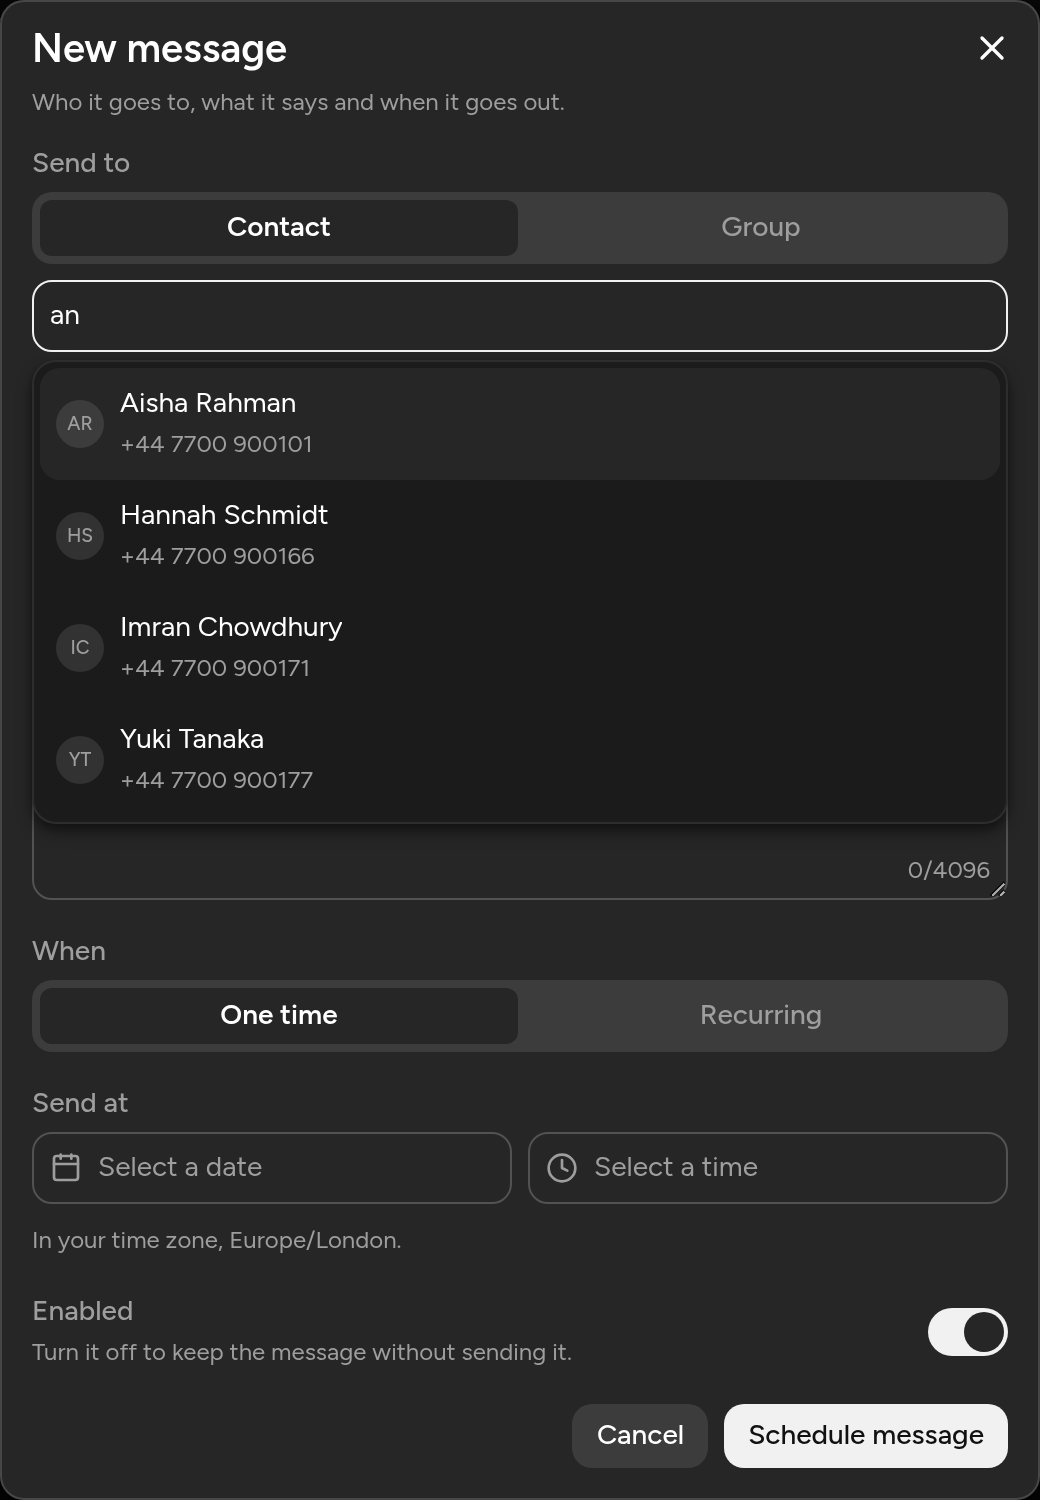 New message
Who it goes to, what it says and when it goes out.
Send to
Contact
Group
an
AR
Aisha Rahman
+44 7700 900101
HS
Hannah Schmidt
+44 7700 900166
IC
Imran Chowdhury
+44 7700 900171
YT
Yuki Tanaka
+44 7700 900177
0/4096
When
One time
Recurring
Send at
Select a date
Select a time
In your time zone, Europe/London.
Enabled
Turn it off to keep the message without sending it.
Cancel
Schedule message